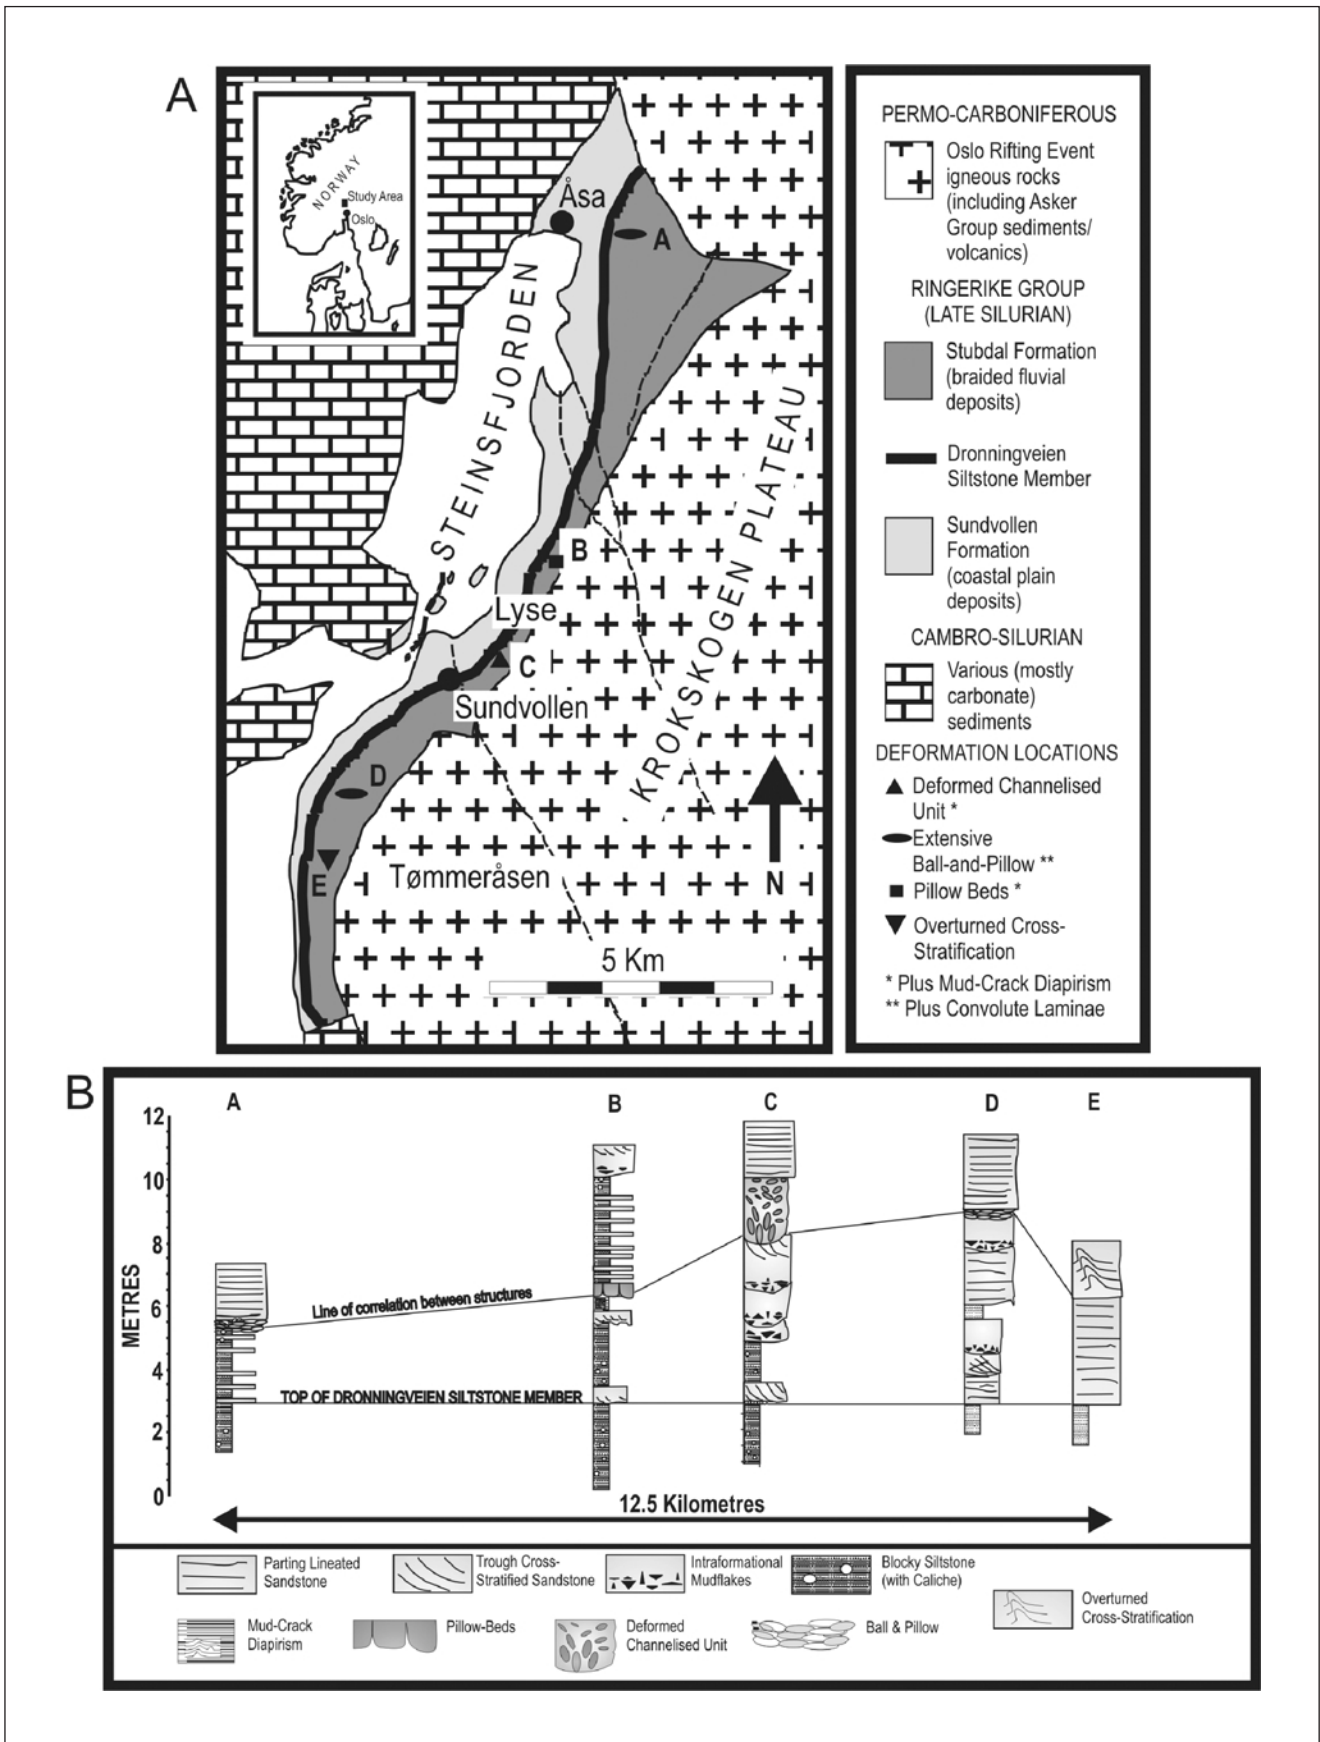 A
NORWAY
Study Area
Oslo
Åsa
A
STEINSFJORDEN
KROKSKOGEN PLATEAU
B
Lyse
C
Sundvollen
D
E
Tømmeråsen
N
5 Km
PERMO-CARBONIFEROUS
Oslo Rifting Event
igneous rocks
(including Asker
Group sediments/
volcanics)
RINGERIKE GROUP
(LATE SILURIAN)
Stubdal Formation
(braided fluvial
deposits)
Dronningveien
Siltstone Member
Sundvollen
Formation
(coastal plain
deposits)
CAMBRO-SILURIAN
Various (mostly
carbonate)
sediments
DEFORMATION LOCATIONS
Deformed Channelised
Unit *
Extensive
Ball-and-Pillow **
Pillow Beds *
Overturned Cross-
Stratification
* Plus Mud-Crack Diapirism
** Plus Convolute Laminae
B
A
B
C
D
E
METRES
12
10
8
6
4
2
0
Line of correlation between structures
TOP OF DRONNINGVEIEN SILTSTONE MEMBER
12.5 Kilometres
Parting Lineated
Sandstone
Trough Cross-
Stratified Sandstone
Intraformational
Mudflakes
Blocky Siltstone
(with Caliche)
Overturned
Cross-Stratification
Mud-Crack
Diapirism
Pillow-Beds
Deformed
Channelised Unit
Ball & Pillow